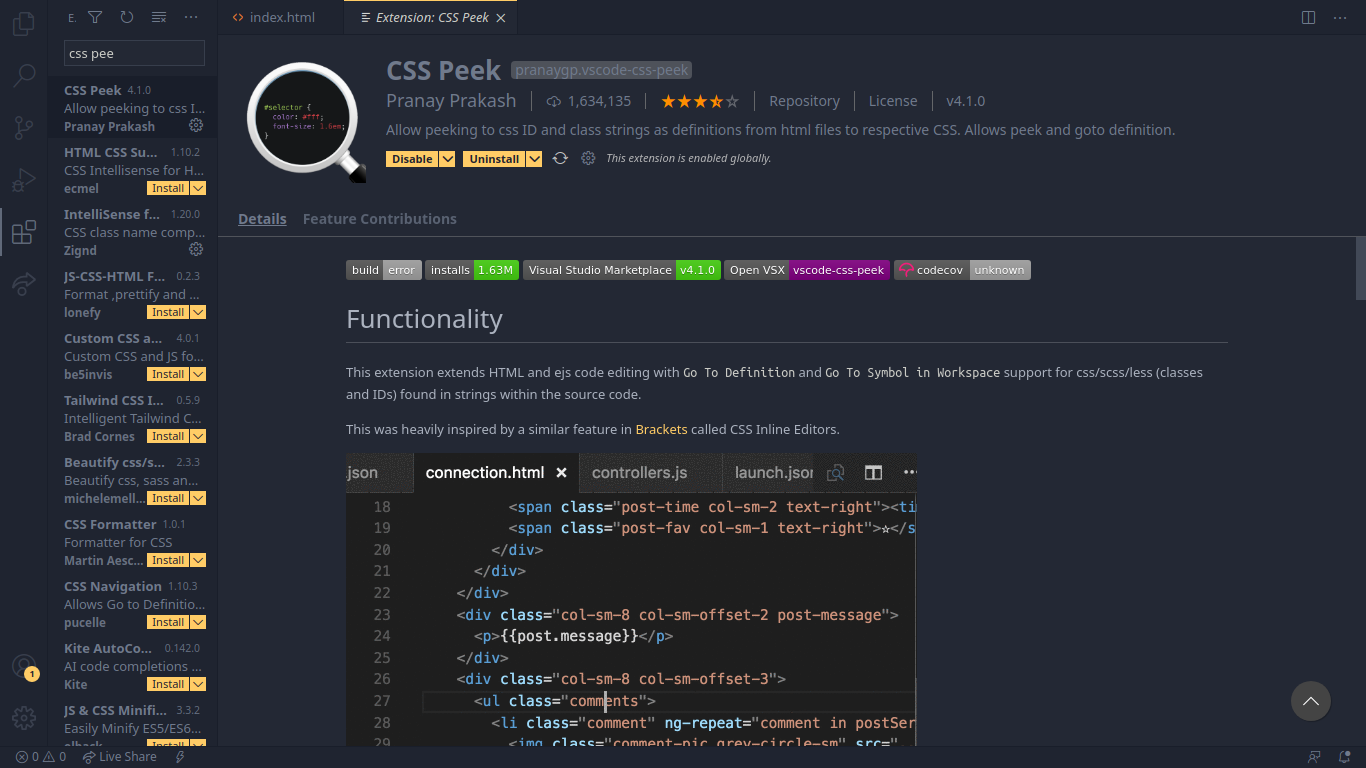 E.
index.html
Extension: CSS Peek
css pee
CSS Peek 4.1.0
Allow peeking to css I...
Pranay Prakash
HTML CSS Su... 1.10.2
CSS Intellisense for H...
ecmel Install
IntelliSense f... 1.20.0
CSS class name comp...
Zignd
JS-CSS-HTML F... 0.2.3
Format ,prettify and ...
lonefy Install
Custom CSS a... 4.0.1
Custom CSS and JS fo...
be5invis Install
Tailwind CSS I... 0.5.9
Intelligent Tailwind C...
Brad Cornes Install
Beautify css/s... 2.3.3
Beautify css, sass an...
michelemell... Install
CSS Formatter 1.0.1
Formatter for CSS
Martin Aesc... Install
CSS Navigation 1.10.3
Allows Go to Definitio...
pucelle Install
Kite AutoCo... 0.142.0
AI code completions ...
Kite Install
JS & CSS Minifi... 3.3.2
Easily Minify ES5/ES6...
olback Install
1
#selector {
color: #fff;
font-size: 1.6em;
}
CSS Peek pranaygp.vscode-css-peek
Pranay Prakash 1,634,135 Repository License v4.1.0
Allow peeking to css ID and class strings as definitions from html files to respective CSS. Allows peek and goto definition.
Disable Uninstall This extension is enabled globally.
Details Feature Contributions
build error installs 1.63M Visual Studio Marketplace v4.1.0 Open VSX vscode-css-peek codecov unknown
Functionality
This extension extends HTML and ejs code editing with Go To Definition and Go To Symbol in Workspace support for css/scss/less (classes
and IDs) found in strings within the source code.
This was heavily inspired by a similar feature in Brackets called CSS Inline Editors.
.json connection.html controllers.js launch.json
18 <span class="post-time col-sm-2 text-right"><ti
19 <span class="post-fav col-sm-1 text-right">☆</s
20 </div>
21 </div>
22 </div>
23 <div class="col-sm-8 col-sm-offset-2 post-message">
24 <p>{{post.message}}</p>
25 </div>
26 <div class="col-sm-8 col-sm-offset-3">
27 <ul class="comments">
28 <li class="comment" ng-repeat="comment in postSer
29 <img class="comment-pic grey-circle-sm" src="
0 0 Live Share